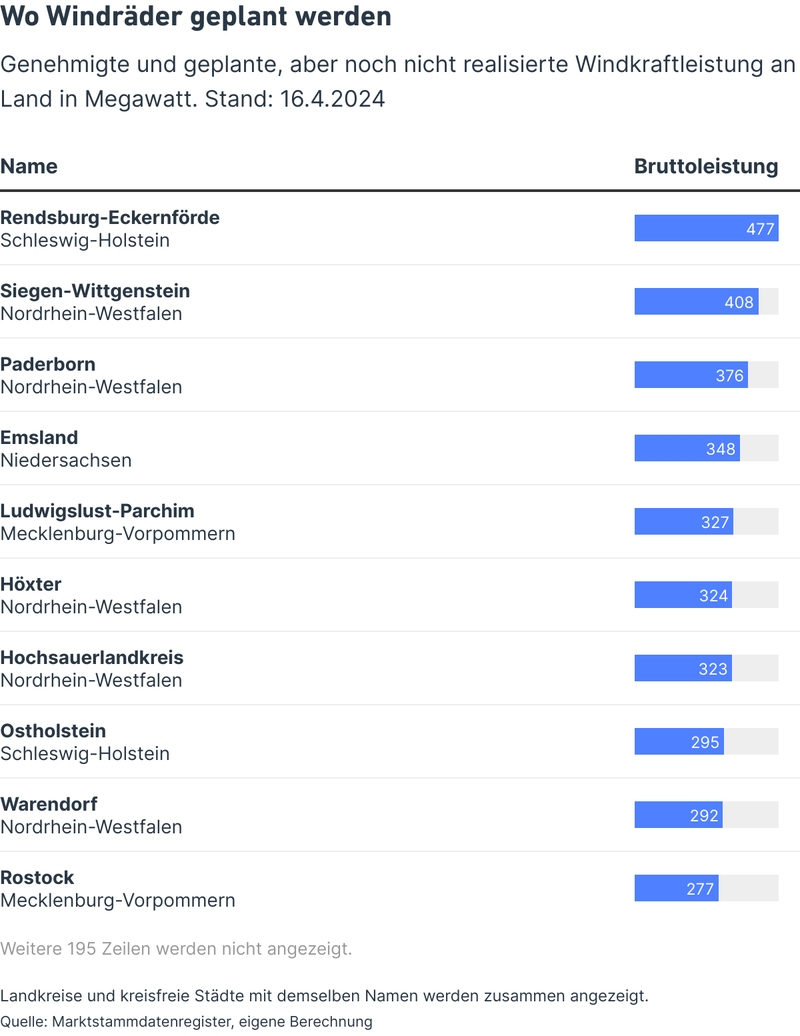 Wo Windräder geplant werden
Genehmigte und geplante, aber noch nicht realisierte Windkraftleistung an
Land in Megawatt. Stand: 16.4.2024
Name Bruttoleistung
Rendsburg-Eckernförde
Schleswig-Holstein
477
Siegen-Wittgenstein
Nordrhein-Westfalen
408
Paderborn
Nordrhein-Westfalen
376
Emsland
Niedersachsen
348
Ludwigslust-Parchim
Mecklenburg-Vorpommern
327
Höxter
Nordrhein-Westfalen
324
Hochsauerlandkreis
Nordrhein-Westfalen
323
Ostholstein
Schleswig-Holstein
295
Warendorf
Nordrhein-Westfalen
292
Rostock
Mecklenburg-Vorpommern
277
Weitere 195 Zeilen werden nicht angezeigt.
Landkreise und kreisfreie Städte mit demselben Namen werden zusammen angezeigt.
Quelle: Marktstammdatenregister, eigene Berechnung